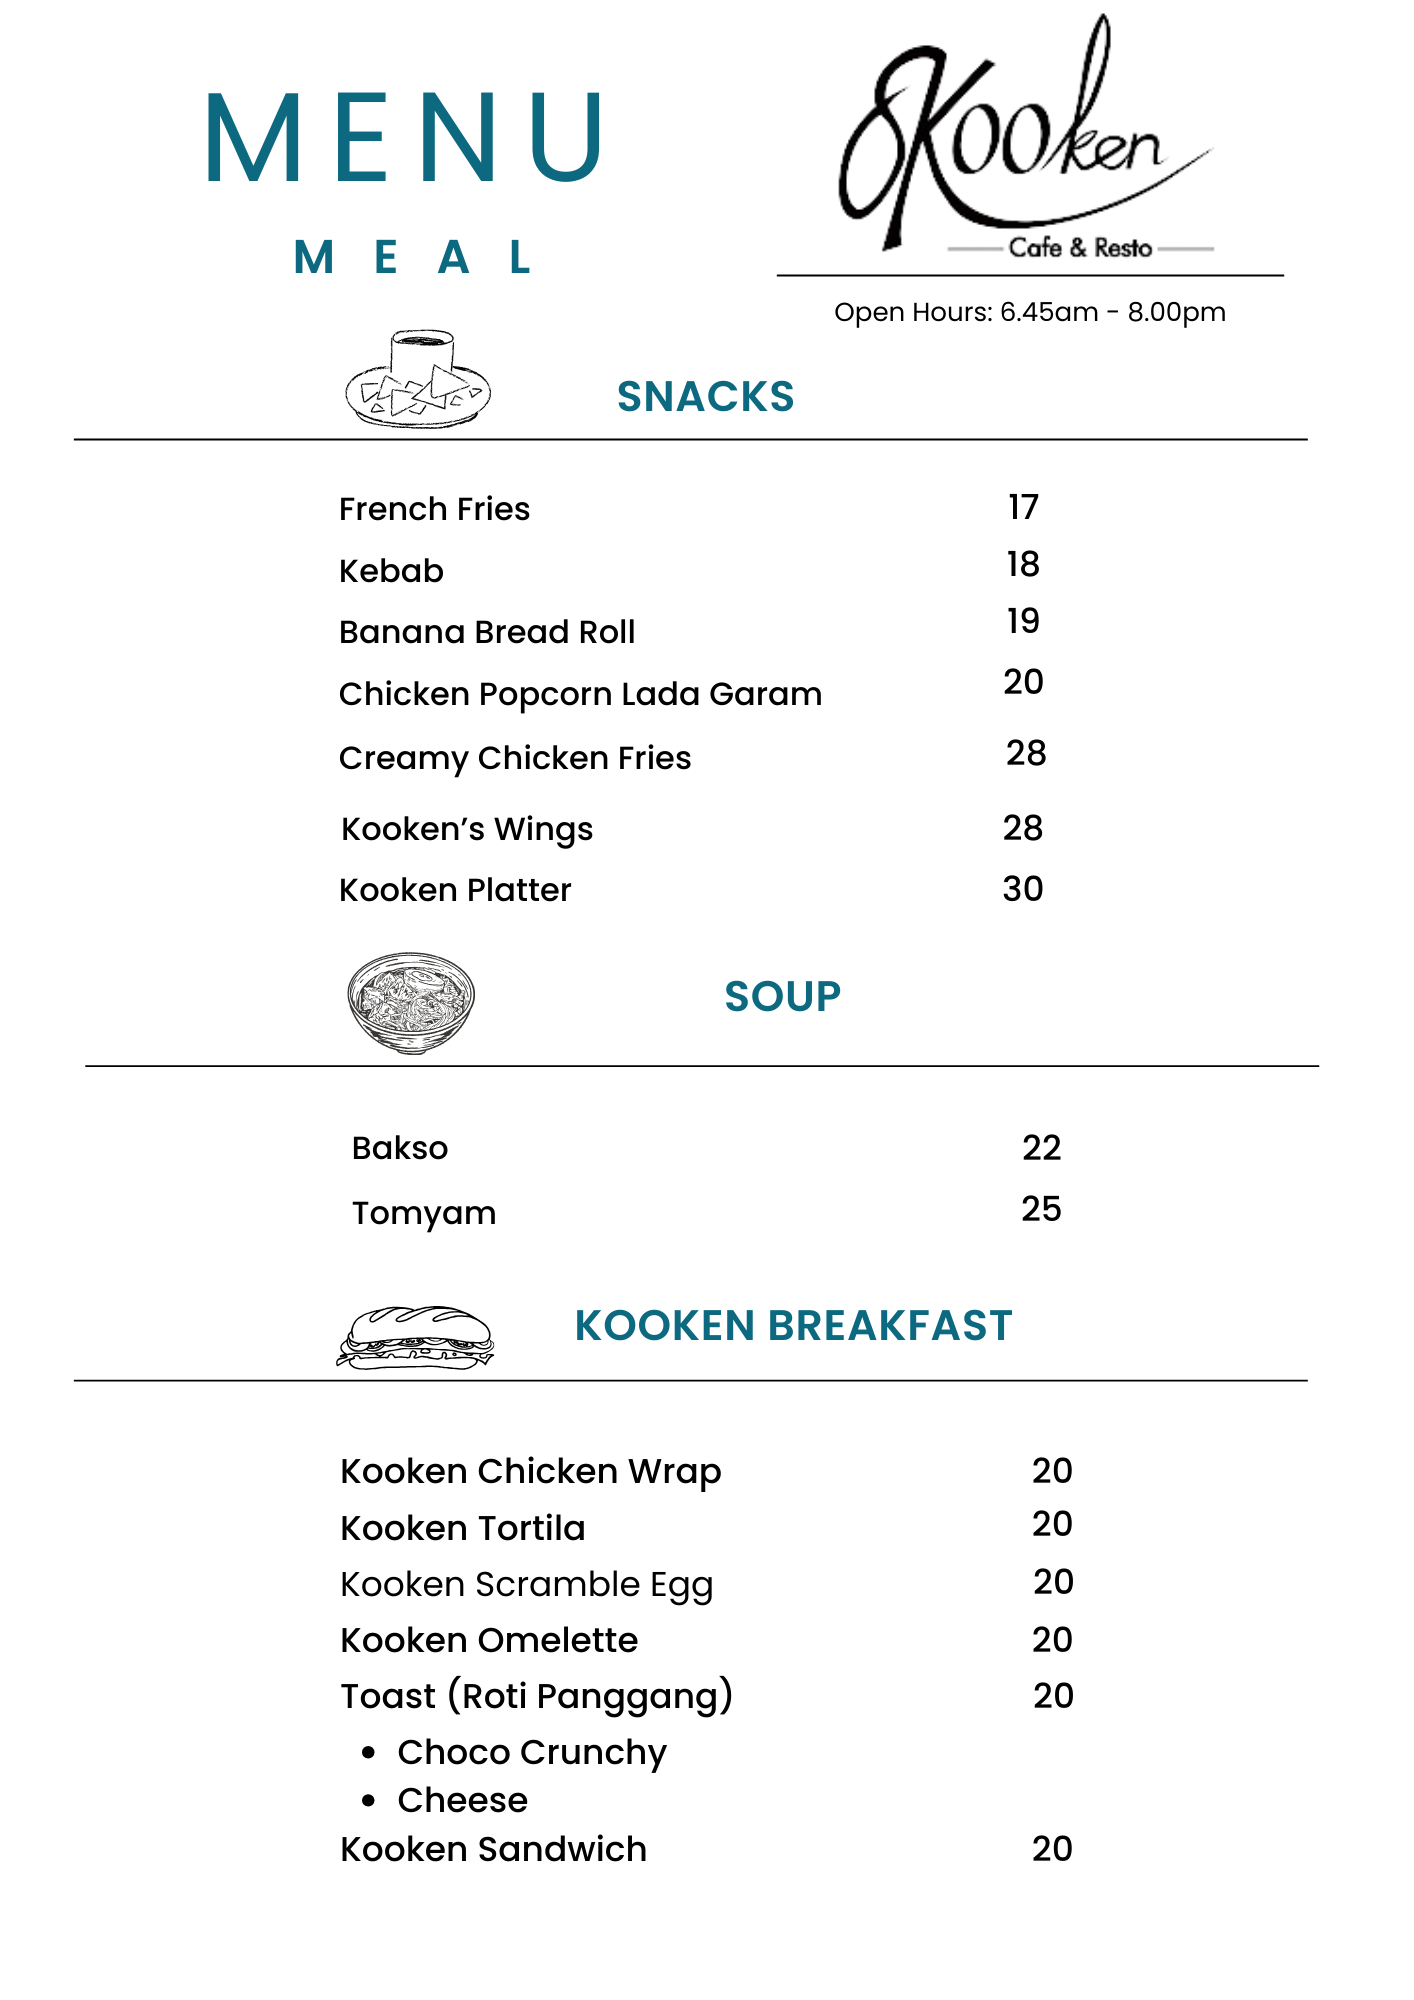 MENU
MEAL
Kooken
Cafe & Resto
Open Hours: 6.45am - 8.00pm
SNACKS
French Fries 17
Kebab 18
Banana Bread Roll 19
Chicken Popcorn Lada Garam 20
Creamy Chicken Fries 28
Kooken’s Wings 28
Kooken Platter 30
SOUP
Bakso 22
Tomyam 25
KOOKEN BREAKFAST
Kooken Chicken Wrap 20
Kooken Tortila 20
Kooken Scramble Egg 20
Kooken Omelette 20
Toast (Roti Panggang) 20
• Choco Crunchy
• Cheese
Kooken Sandwich 20